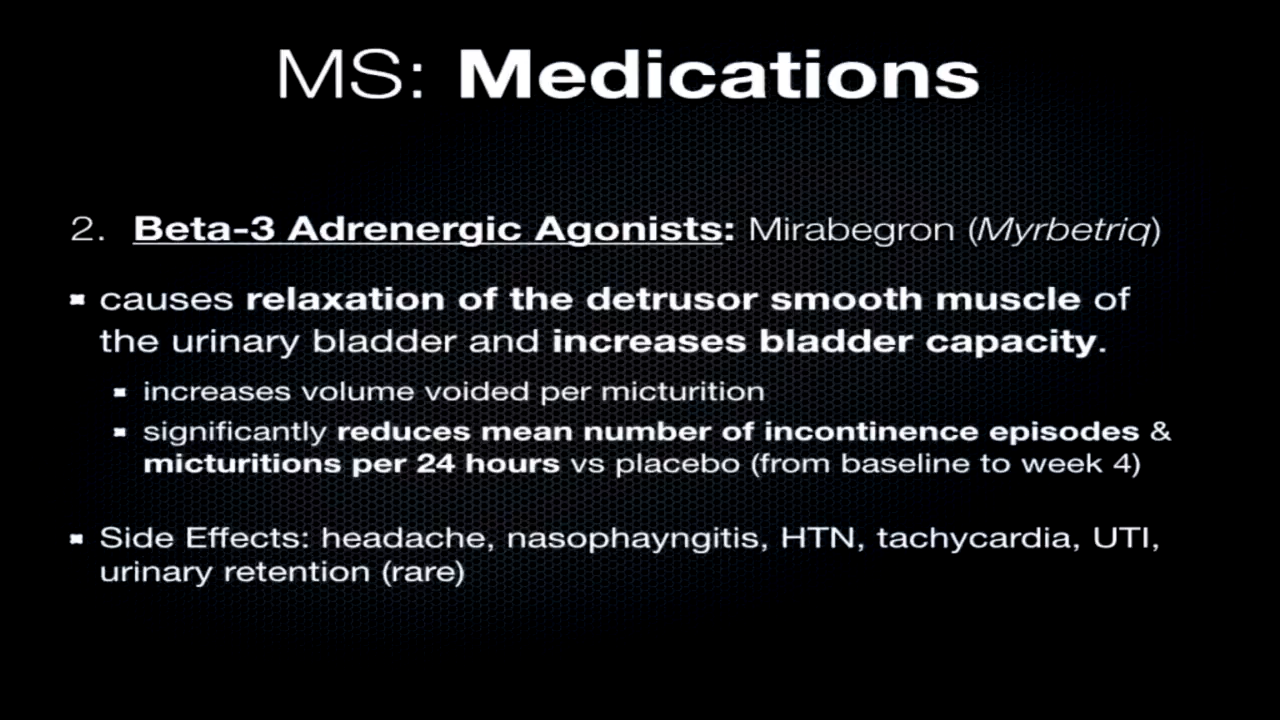 MS: Medications
2. Beta-3 Adrenergic Agonists: Mirabegron (Myrbetriq)
causes relaxation of the detrusor smooth muscle of
the urinary bladder and increases bladder capacity.
increases volume voided per micturition
significantly reduces mean number of incontinence episodes &
micturitions per 24 hours vs placebo (from baseline to week 4)
Side Effects: headache, nasophayngitis, HTN, tachycardia, UTI,
urinary retention (rare)